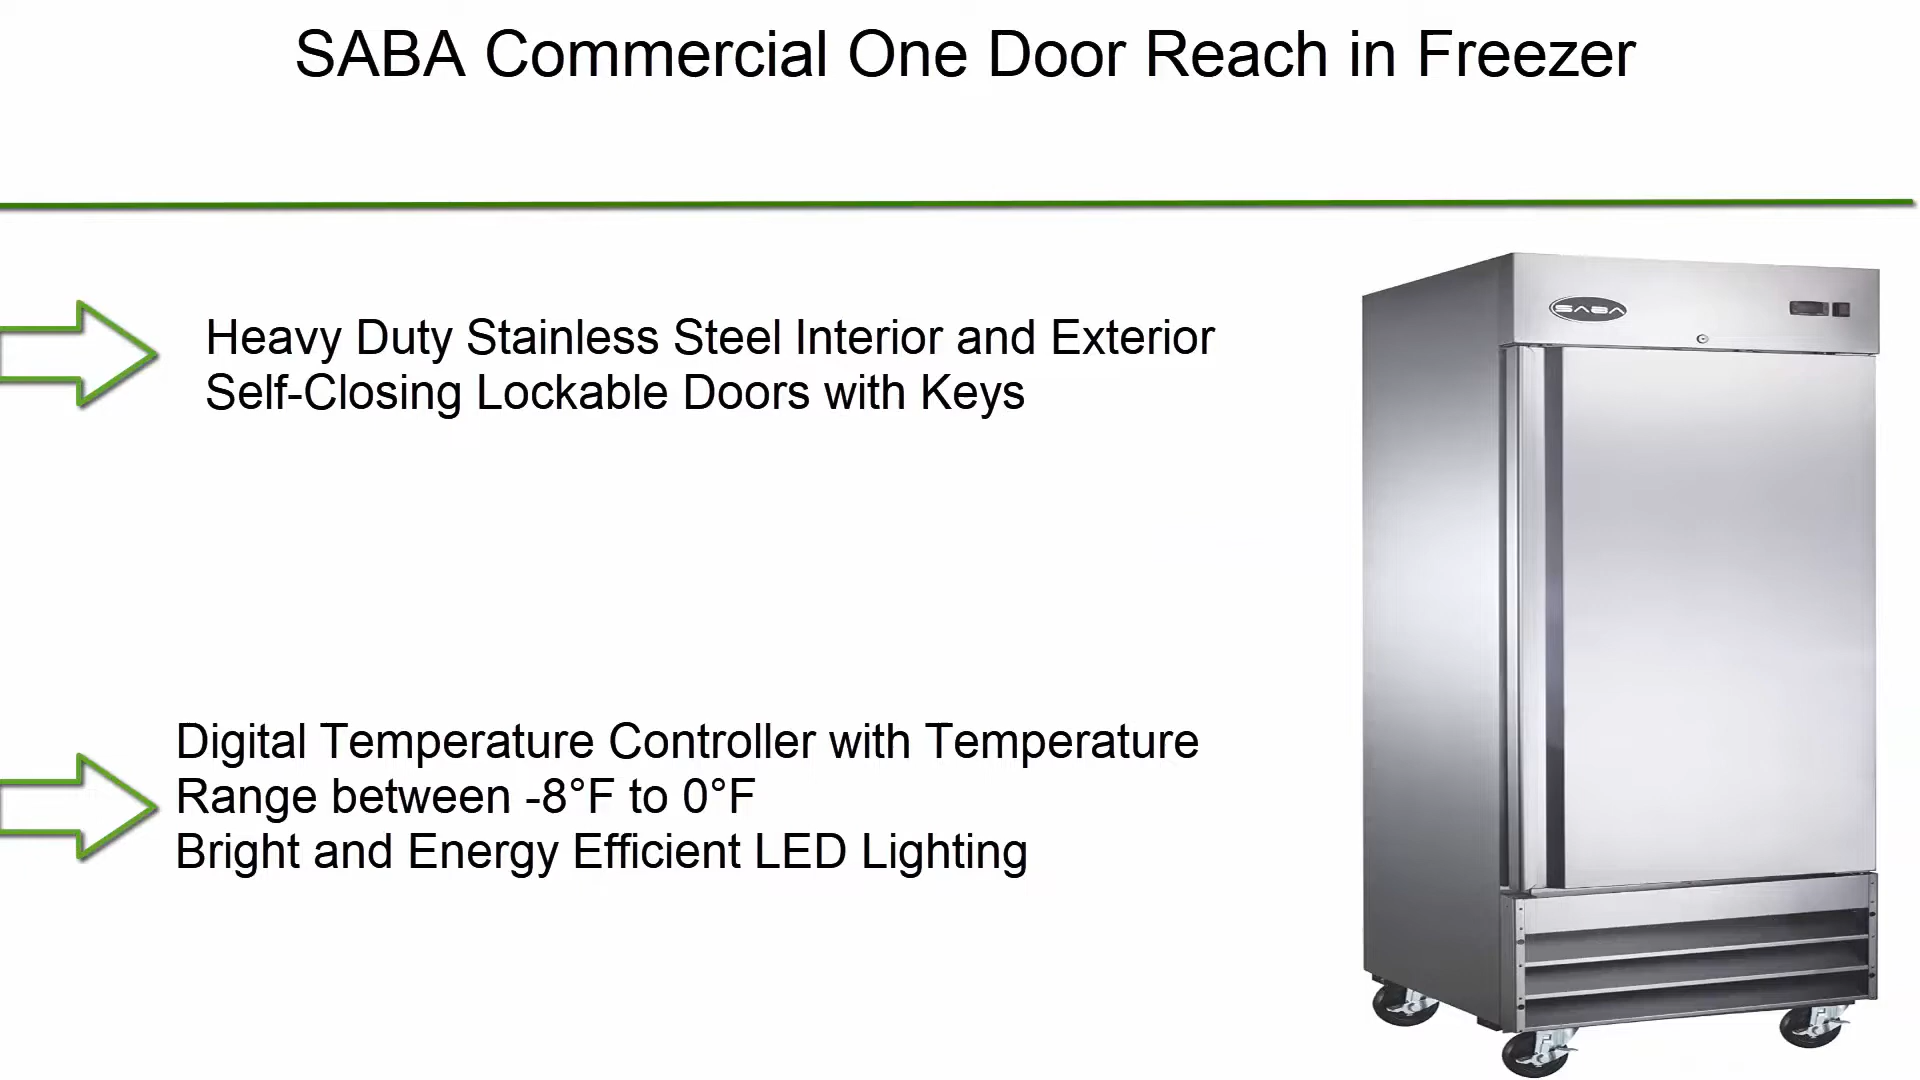 SABA Commercial One Door Reach in Freezer
Heavy Duty Stainless Steel Interior and Exterior
Self-Closing Lockable Doors with Keys
SABA
Digital Temperature Controller with Temperature
Range between -8°F to 0°F
Bright and Energy Efficient LED Lighting